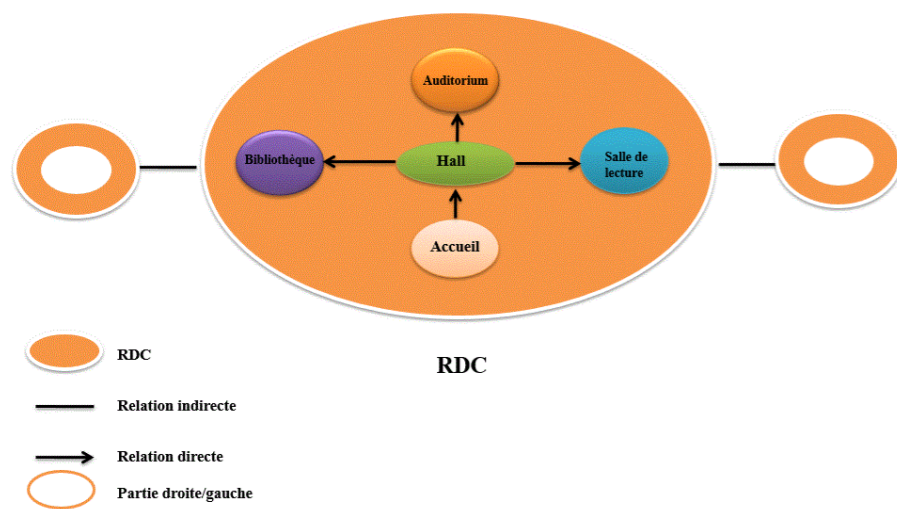 Auditorium
Bibliothèque
Hall
Salle de
lecture
Accueil
RDC
RDC
Relation indirecte
Relation directe
Partie droite/gauche